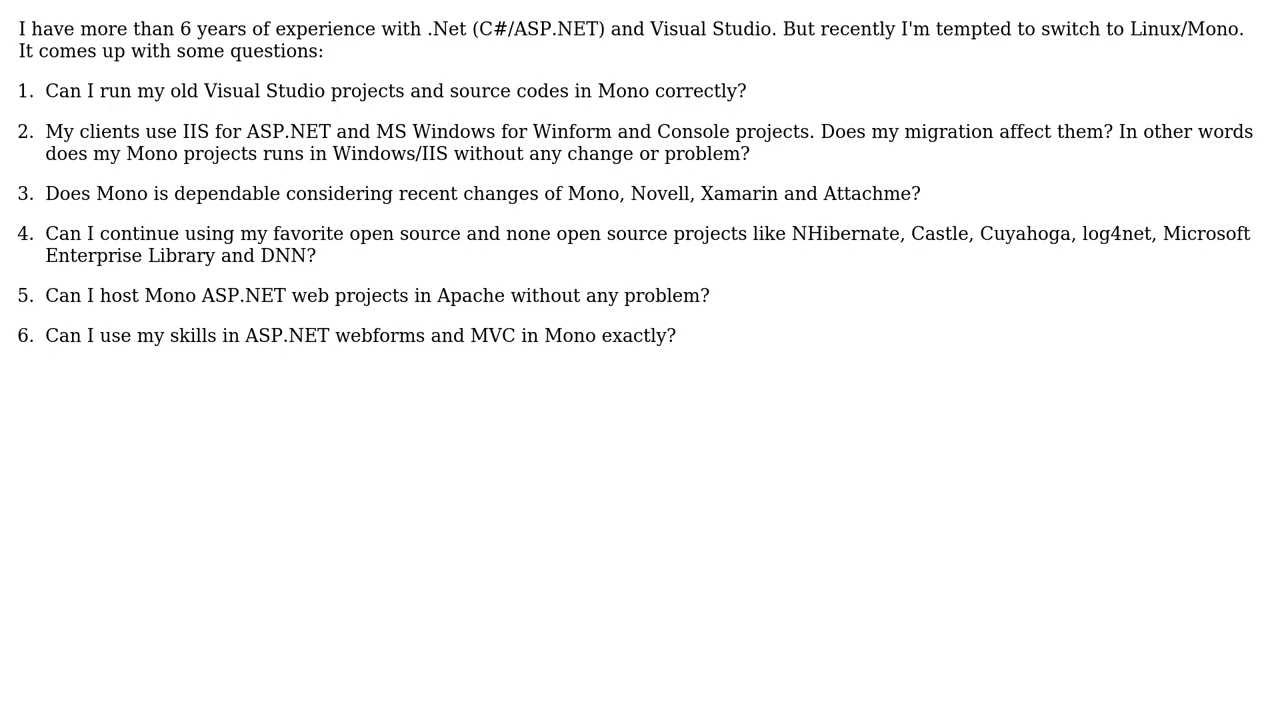 I have more than 6 years of experience with .Net (C#/ASP.NET) and Visual Studio. But recently I'm tempted to switch to Linux/Mono.
It comes up with some questions:
1. Can I run my old Visual Studio projects and source codes in Mono correctly?
2. My clients use IIS for ASP.NET and MS Windows for Winform and Console projects. Does my migration affect them? In other words
does my Mono projects runs in Windows/IIS without any change or problem?
3. Does Mono is dependable considering recent changes of Mono, Novell, Xamarin and Attachme?
4. Can I continue using my favorite open source and none open source projects like NHibernate, Castle, Cuyahoga, log4net, Microsoft
Enterprise Library and DNN?
5. Can I host Mono ASP.NET web projects in Apache without any problem?
6. Can I use my skills in ASP.NET webforms and MVC in Mono exactly?